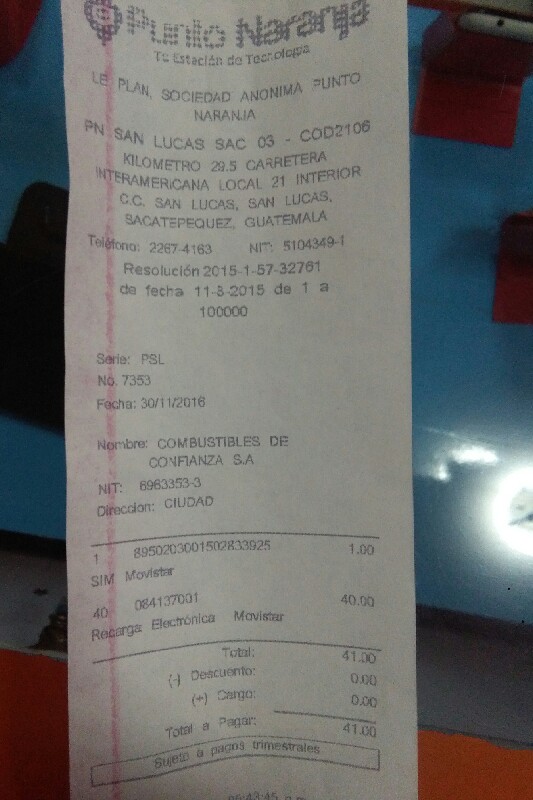 Punto Naranja
Tu Estación de Tecnología
LE PLAN, SOCIEDAD ANONIMA PUNTO
NARANJA
PN SAN LUCAS SAC 03 - COD2106
KILOMETRO 29.5 CARRETERA
INTERAMERICANA LOCAL 21 INTERIOR
C.C. SAN LUCAS, SAN LUCAS,
SACATEPEQUEZ, GUATEMALA
Teléfono: 2267-4163 NIT: 5104349-1
Resolución 2015-1-57-32761
de fecha 11-8-2015 de 1 a
100000
Serie: PSL
No. 7353
Fecha: 30/11/2016
Nombre: COMBUSTIBLES DE
CONFIANZA S.A
NIT: 6963353-3
Direccion: CIUDAD
1 8950203001502833925 1.00
SIM Movistar
40 084137001 40.00
Recarga Electrónica Movistar
Total: 41.00
(-) Descuento: 0.00
(+) Cargo: 0.00
Total a Pagar: 41.00
Sujeto a pagos trimestrales